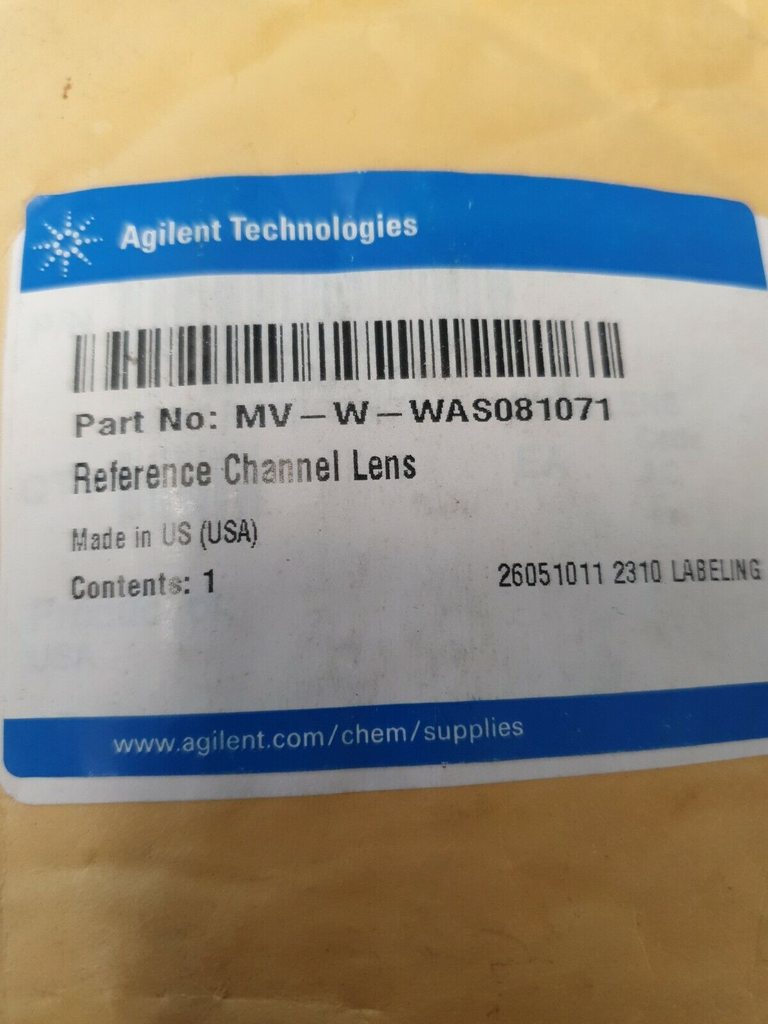 Agilent Technologies
Part No: MV-W-WAS081071
Reference Channel Lens
Made in US (USA)
Contents: 1
26051011 2310 LABELING
www.agilent.com/chem/supplies